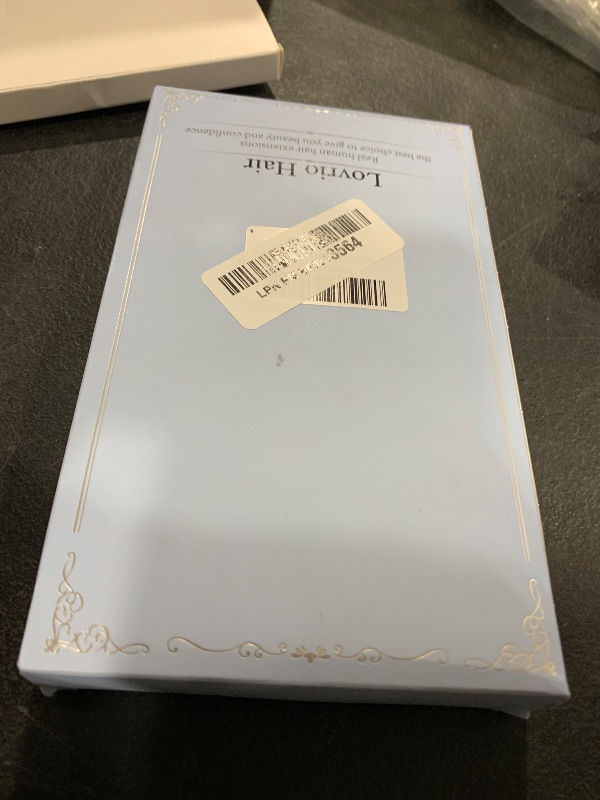 Lovrio Hair
Real human hair extensions
the best choice to give you beauty and confidence
LPN 3564